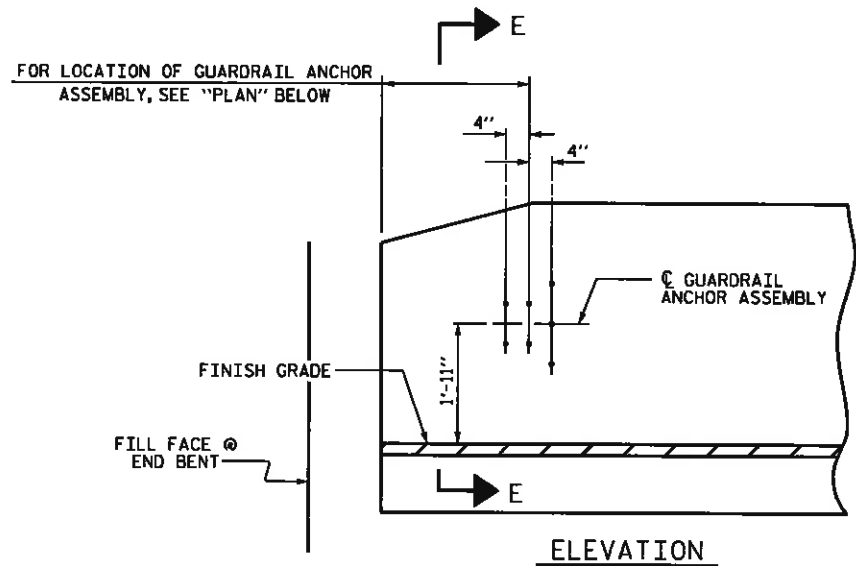 E
FOR LOCATION OF GUARDRAIL ANCHOR
ASSEMBLY, SEE "PLAN" BELOW
4"
4"
℄ GUARDRAIL
ANCHOR ASSEMBLY
1'-11"
FINISH GRADE
FILL FACE @
END BENT
E
ELEVATION